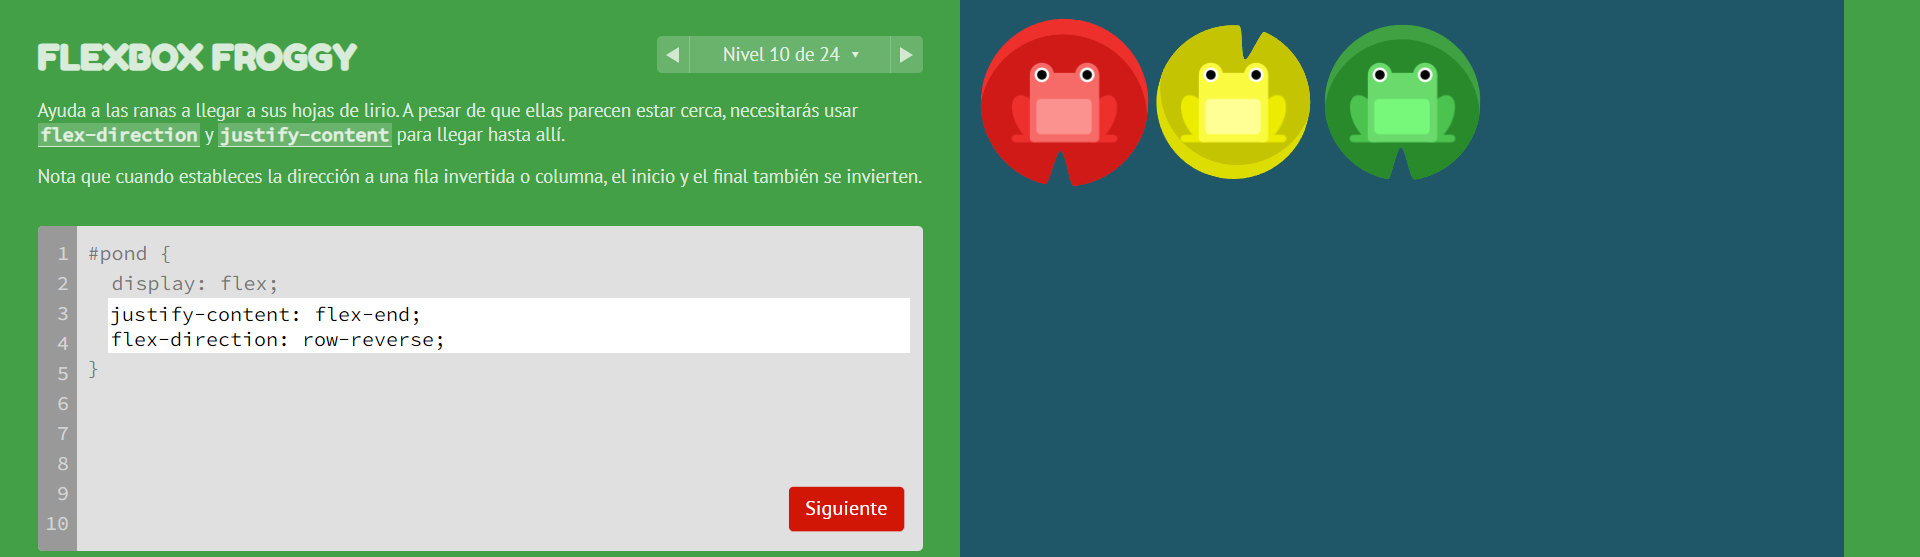 FLEXBOX FROGGY
Nivel 10 de 24
Ayuda a las ranas a llegar a sus hojas de lirio. A pesar de que ellas parecen estar cerca, necesitarás usar
flex-direction y justify-content para llegar hasta allí.
Nota que cuando estableces la dirección a una fila invertida o columna, el inicio y el final también se invierten.
1 #pond {
2 display: flex;
3 justify-content: flex-end;
4 flex-direction: row-reverse;
5 }
6
7
8
9
10
Siguiente